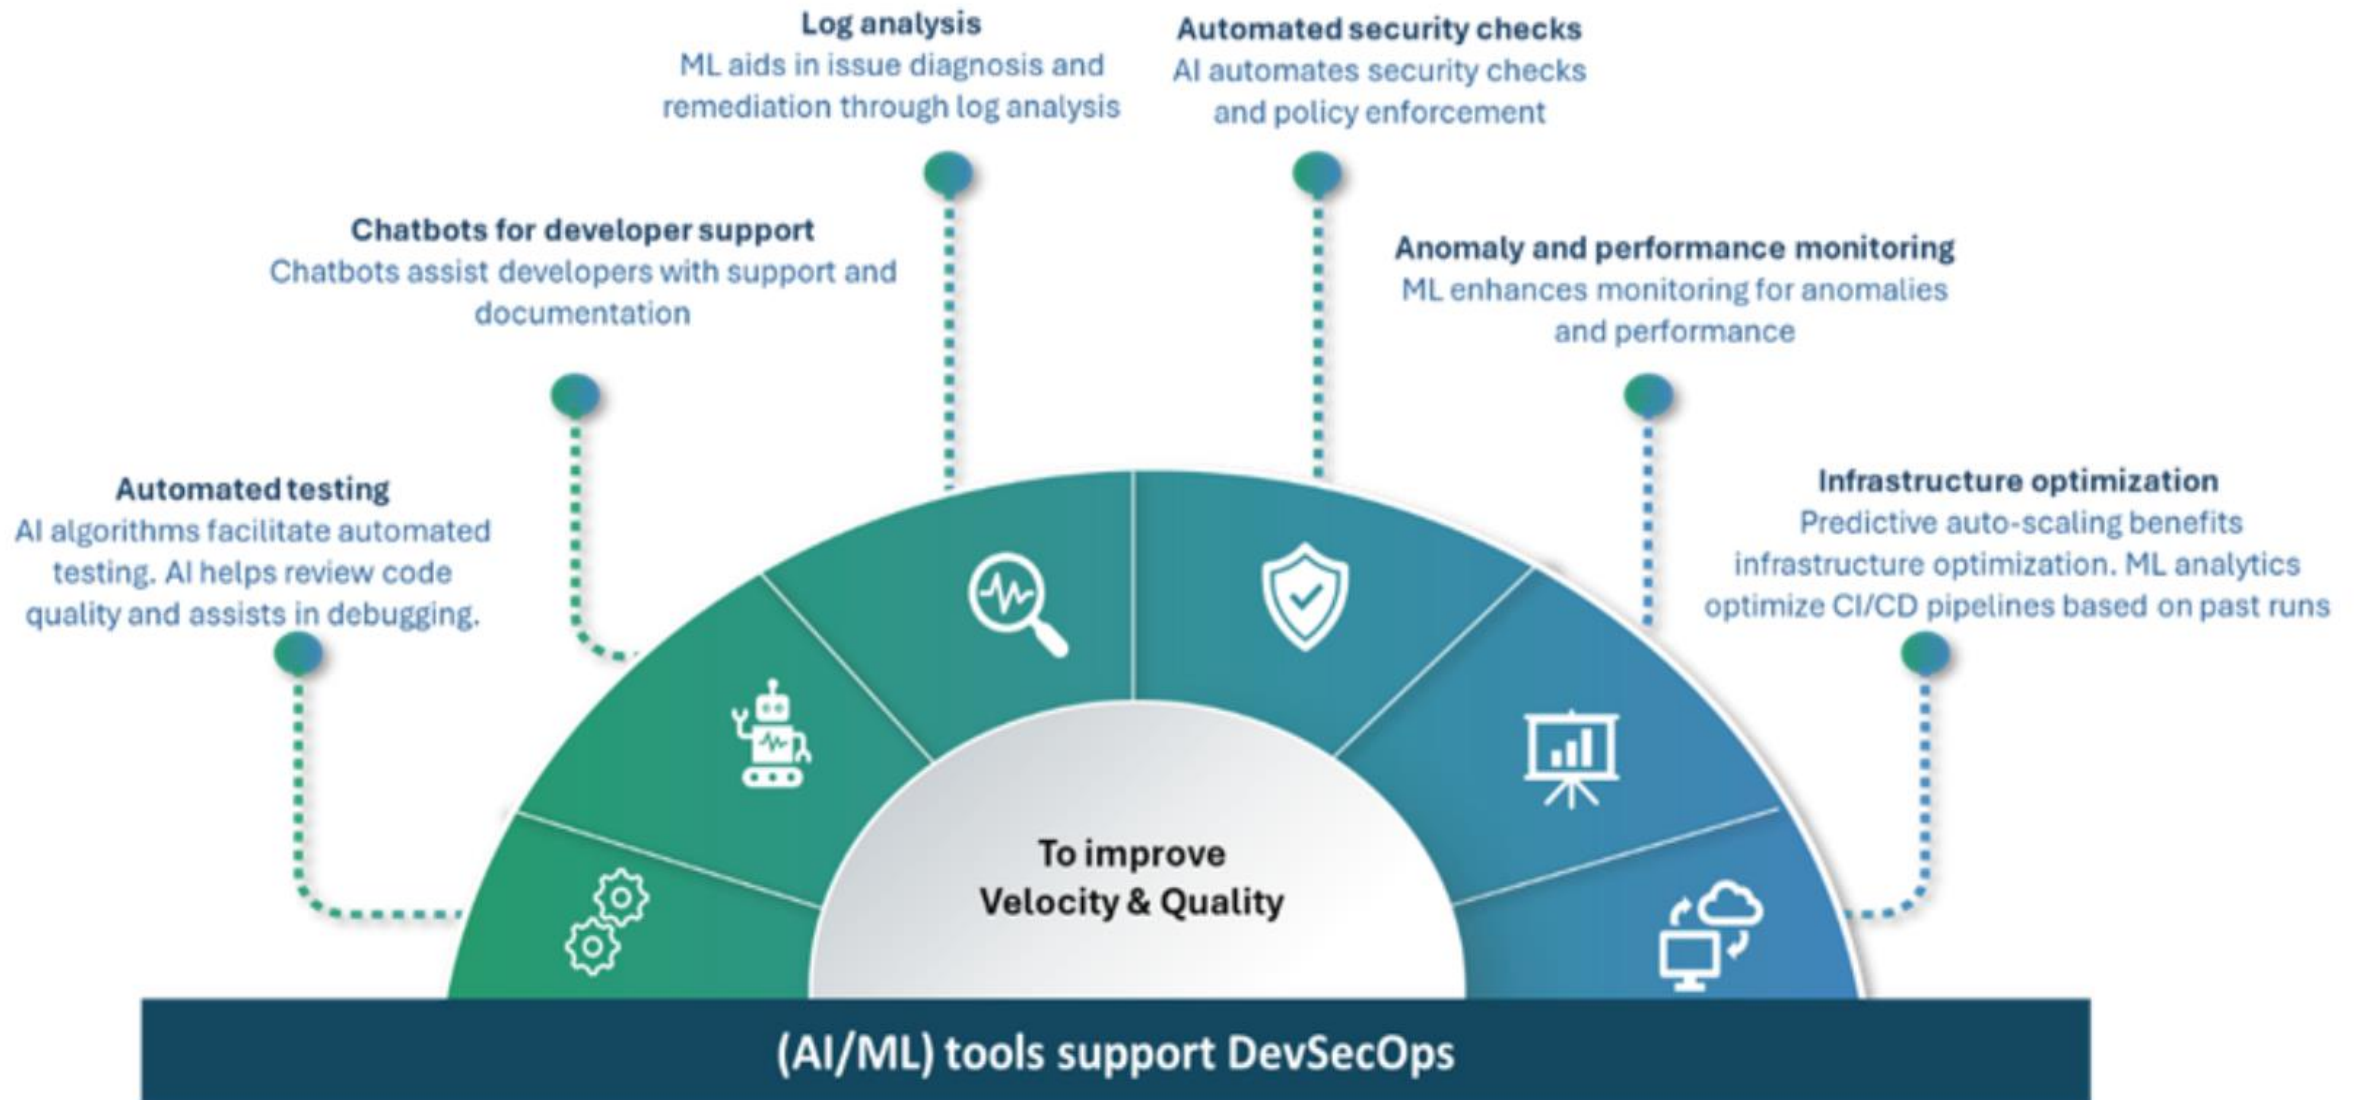 Log analysis
ML aids in issue diagnosis and
remediation through log analysis
Automated security checks
AI automates security checks
and policy enforcement
Chatbots for developer support
Chatbots assist developers with support and
documentation
Anomaly and performance monitoring
ML enhances monitoring for anomalies
and performance
Automated testing
AI algorithms facilitate automated
testing. AI helps review code
quality and assists in debugging.
Infrastructure optimization
Predictive auto-scaling benefits
infrastructure optimization. ML analytics
optimize CI/CD pipelines based on past runs
To improve
Velocity & Quality
(AI/ML) tools support DevSecOps